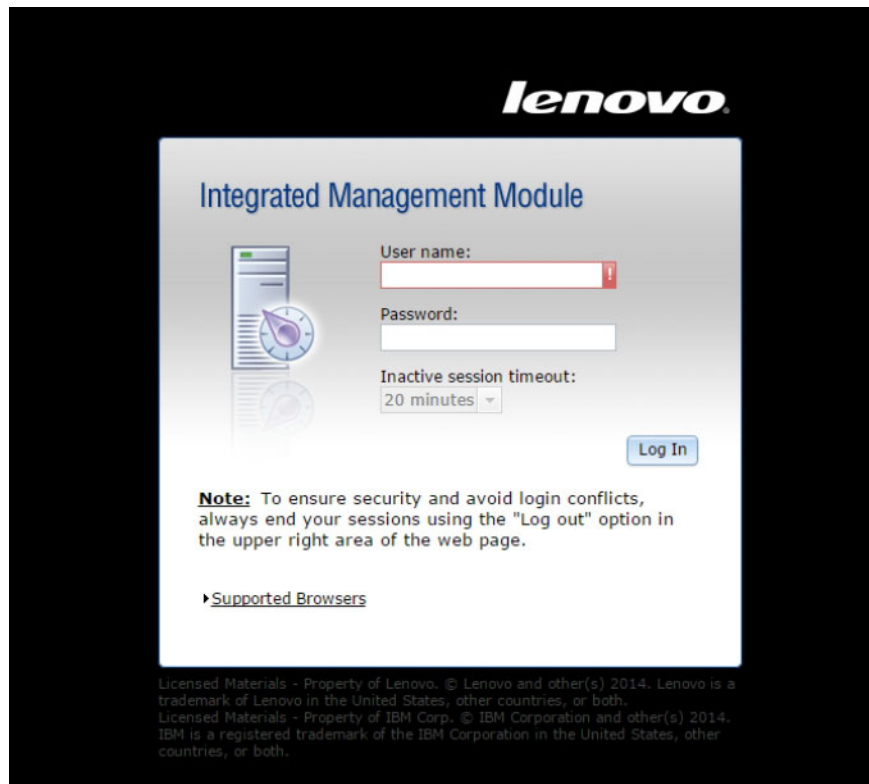 lenovo.
Integrated Management Module
User name:
!
Password:
Inactive session timeout:
20 minutes
Log In
Note: To ensure security and avoid login conflicts,
always end your sessions using the "Log out" option in
the upper right area of the web page.
Supported Browsers
Licensed Materials - Property of Lenovo. © Lenovo and other(s) 2014. Lenovo is a
trademark of Lenovo in the United States, other countries, or both.
Licensed Materials - Property of IBM Corp. © IBM Corporation and other(s) 2014.
IBM is a registered trademark of the IBM Corporation in the United States, other
countries, or both.